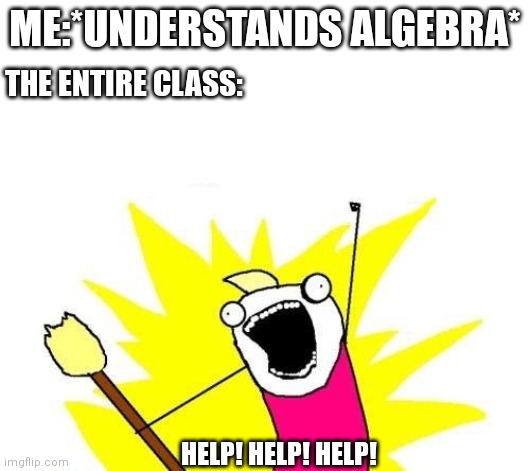 ME:*UNDERSTANDS ALGEBRA*
THE ENTIRE CLASS:
HELP! HELP! HELP!
imgflip.com